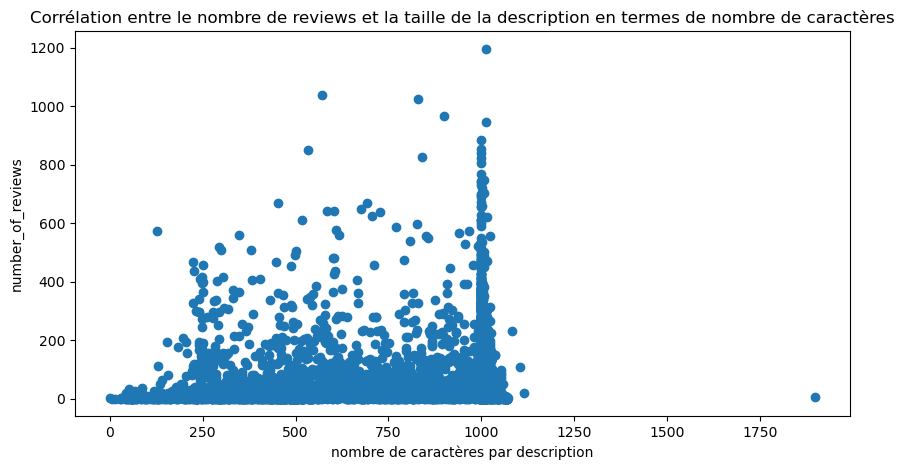 Corrélation entre le nombre de reviews et la taille de la description en termes de nombre de caractères
1200
1000
800
600
400
200
0
number_of_reviews
0 250 500 750 1000 1250 1500 1750
nombre de caractères par description